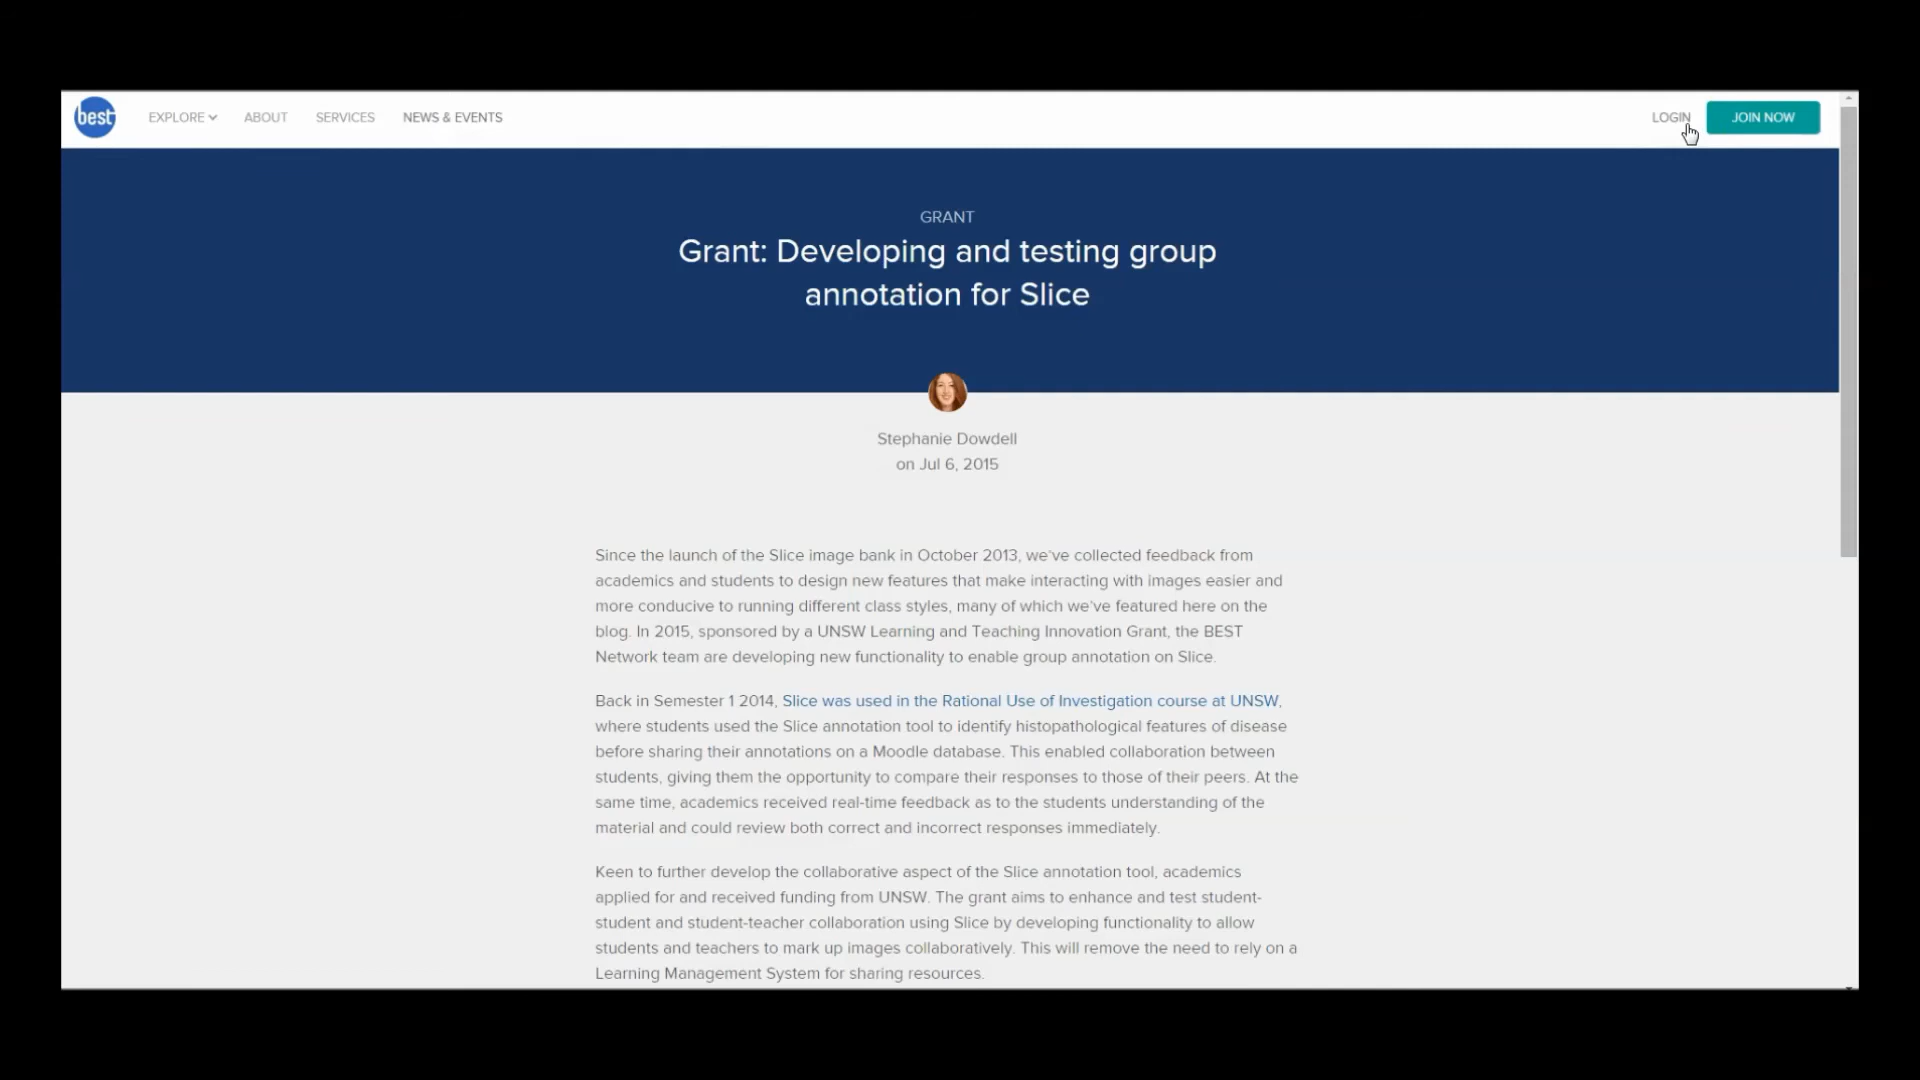 best EXPLORE ABOUT SERVICES NEWS & EVENTS LOGIN JOIN NOW
GRANT
Grant: Developing and testing group
annotation for Slice
Stephanie Dowdell
on Jul 6, 2015
Since the launch of the Slice image bank in October 2013, we've collected feedback from
academics and students to design new features that make interacting with images easier and
more conducive to running different class styles, many of which we've featured here on the
blog. In 2015, sponsored by a UNSW Learning and Teaching Innovation Grant, the BEST
Network team are developing new functionality to enable group annotation on Slice.
Back in Semester 1 2014, Slice was used in the Rational Use of Investigation course at UNSW,
where students used the Slice annotation tool to identify histopathological features of disease
before sharing their annotations on a Moodle database. This enabled collaboration between
students, giving them the opportunity to compare their responses to those of their peers. At the
same time, academics received real-time feedback as to the students understanding of the
material and could review both correct and incorrect responses immediately.
Keen to further develop the collaborative aspect of the Slice annotation tool, academics
applied for and received funding from UNSW. The grant aims to enhance and test student-
student and student-teacher collaboration using Slice by developing functionality to allow
students and teachers to mark up images collaboratively. This will remove the need to rely on a
Learning Management System for sharing resources.